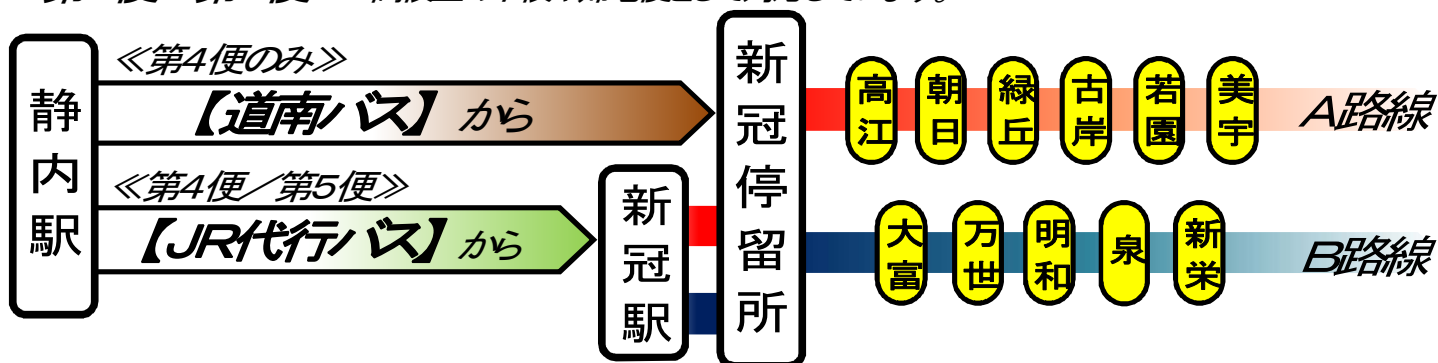 静内駅
≪第4便のみ≫
【道南バス】から
≪第4便／第5便≫
【JR代行バス】から
新冠駅
新冠停留所
高江
朝日
緑丘
古岸
若園
美宇
A路線
大富
万世
明和
泉
新栄
B路線